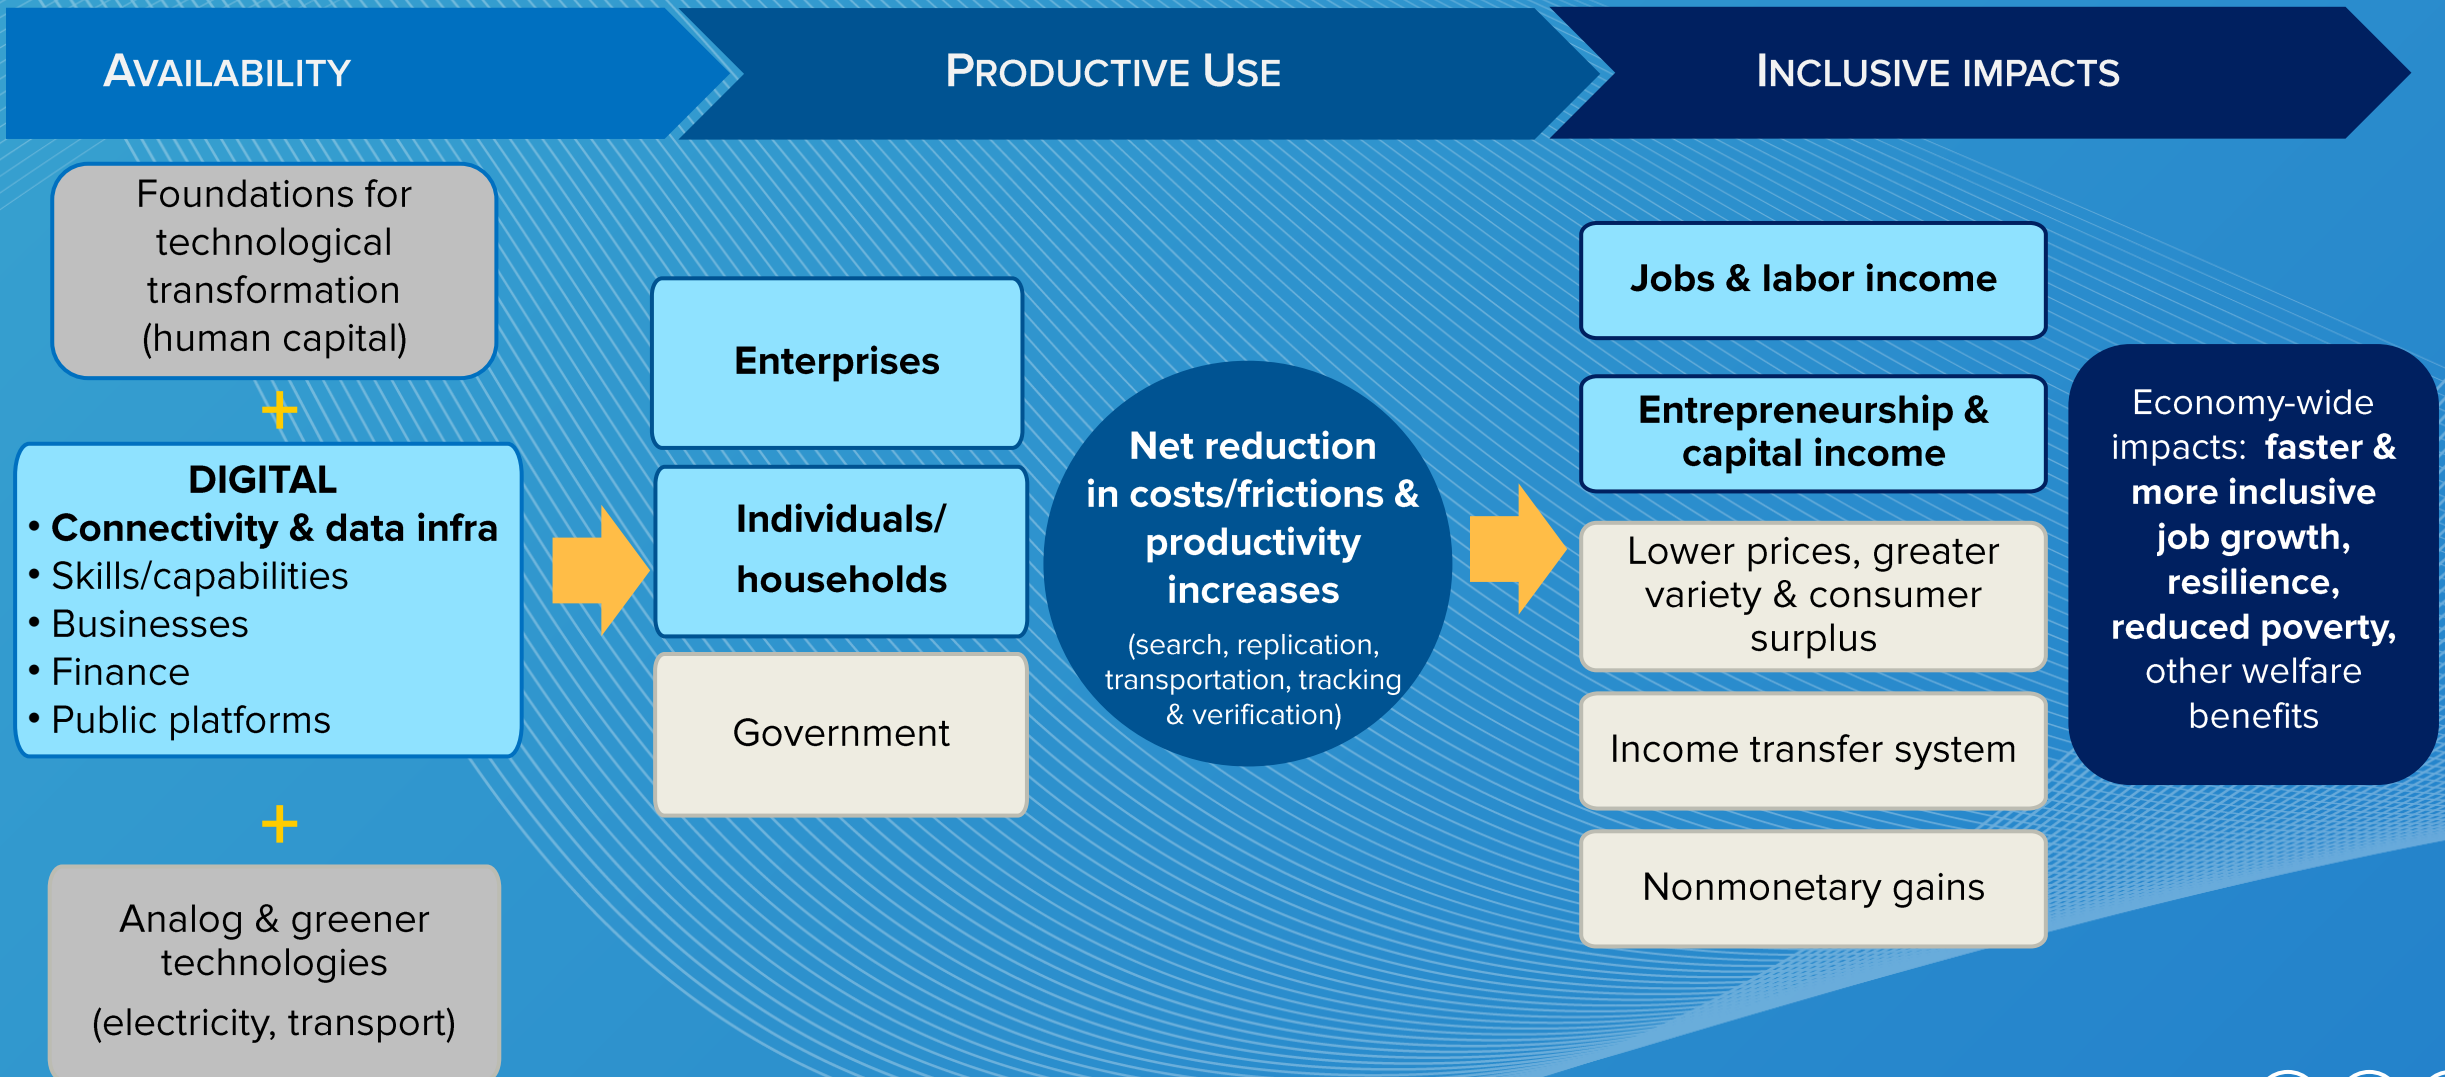 AVAILABILITY
PRODUCTIVE USE
INCLUSIVE IMPACTS
Foundations for
technological
transformation
(human capital)
+
DIGITAL
• Connectivity & data infra
• Skills/capabilities
• Businesses
• Finance
• Public platforms
+
Analog & greener
technologies
(electricity, transport)
Enterprises
Individuals/
households
Government
Net reduction
in costs/frictions &
productivity
increases
(search, replication,
transportation, tracking
& verification)
Jobs & labor income
Entrepreneurship &
capital income
Lower prices, greater
variety & consumer
surplus
Income transfer system
Nonmonetary gains
Economy-wide
impacts: faster &
more inclusive
job growth,
resilience,
reduced poverty,
other welfare
benefits